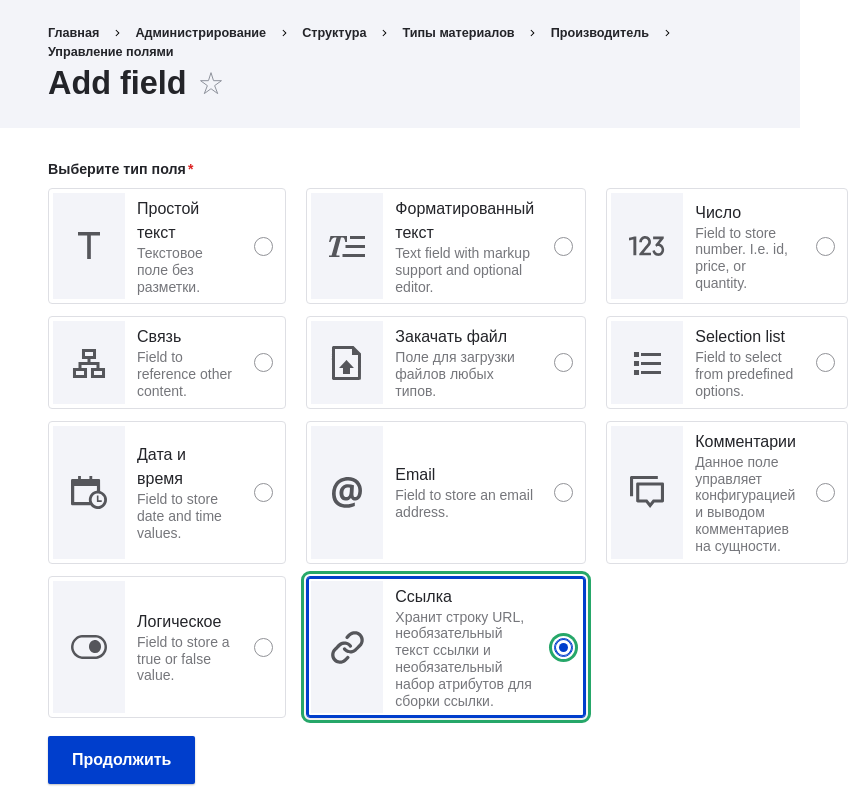 Главная › Администрирование › Структура › Типы материалов › Производитель ›
Управление полями
Add field
Выберите тип поля*
T
Простой
текст
Текстовое
поле без
разметки.
T
Форматированный
текст
Text field with markup
support and optional
editor.
123
Число
Field to store
number. I.e. id,
price, or
quantity.
Связь
Field to
reference other
content.
Закачать файл
Поле для загрузки
файлов любых
типов.
Selection list
Field to select
from predefined
options.
Дата и
время
Field to store
date and time
values.
@
Email
Field to store an email
address.
Комментарии
Данное поле
управляет
конфигурацией
и выводом
комментариев
на сущности.
Логическое
Field to store a
true or false
value.
Ссылка
Хранит строку URL,
необязательный
текст ссылки и
необязательный
набор атрибутов для
сборки ссылки.
Продолжить